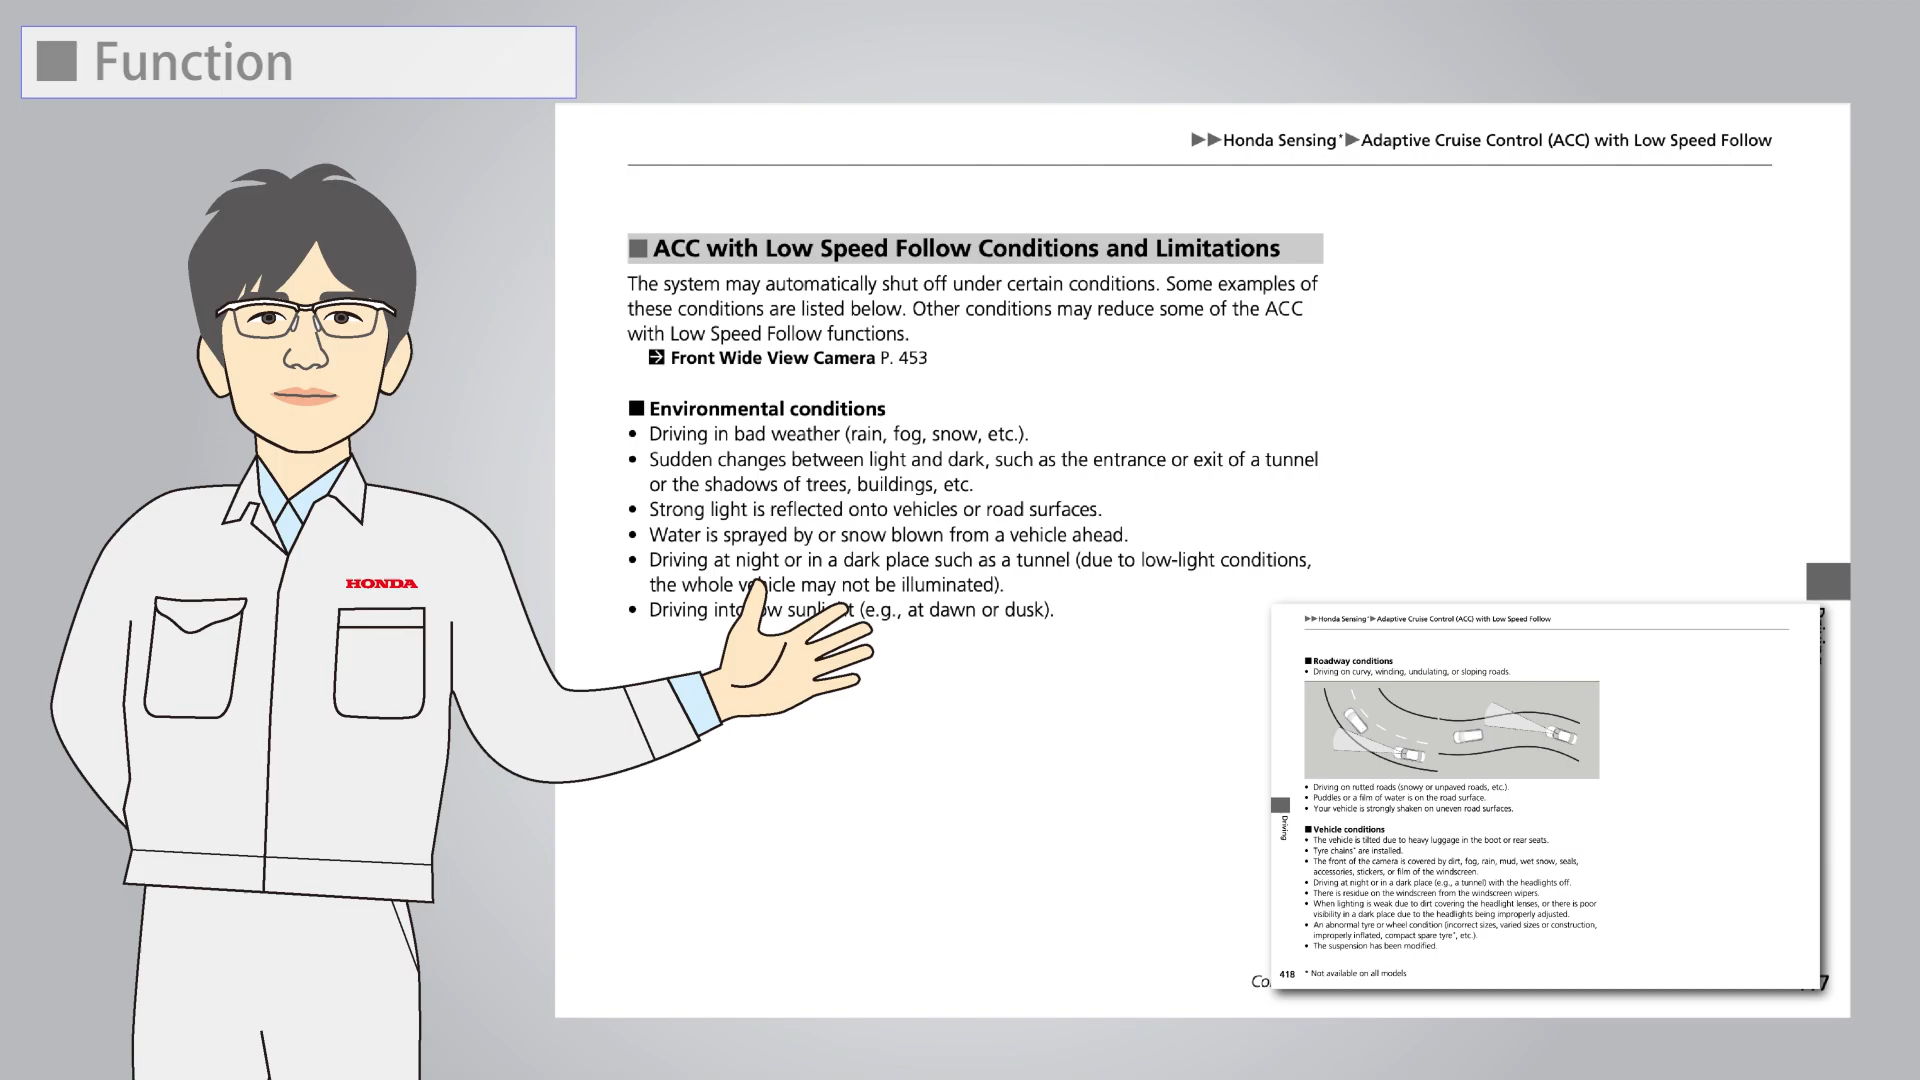 Function
Honda Sensing* Adaptive Cruise Control (ACC) with Low Speed Follow
ACC with Low Speed Follow Conditions and Limitations
The system may automatically shut off under certain conditions. Some examples of
these conditions are listed below. Other conditions may reduce some of the ACC
with Low Speed Follow functions.
Front Wide View Camera P. 453
Environmental conditions
• Driving in bad weather (rain, fog, snow, etc.).
• Sudden changes between light and dark, such as the entrance or exit of a tunnel
or the shadows of trees, buildings, etc.
• Strong light is reflected onto vehicles or road surfaces.
• Water is sprayed by or snow blown from a vehicle ahead.
• Driving at night or in a dark place such as a tunnel (due to low-light conditions,
the whole vehicle may not be illuminated).
• Driving into low sunlight (e.g., at dawn or dusk).
HONDA
Honda Sensing* Adaptive Cruise Control (ACC) with Low Speed Follow
Roadway conditions
• Driving on curvy, winding, undulating, or sloping roads.
• Driving on rutted roads (snowy or unpaved roads, etc.).
• Puddles or a film of water is on the road surface.
• Your vehicle is strongly shaken on uneven road surfaces.
Driving
Vehicle conditions
• The vehicle is tilted due to heavy luggage in the boot or rear seats.
• Tyre chains* are installed.
• The front of the camera is covered by dirt, fog, rain, mud, wet snow, seals,
accessories, stickers, or film of the windscreen.
• Driving at night or in a dark place (e.g., a tunnel) with the headlights off.
• There is residue on the windscreen from the windscreen wipers.
• When lighting is weak due to dirt covering the headlight lenses, or there is poor
visibility in a dark place due to the headlights being improperly adjusted.
• An abnormal tyre or wheel condition (incorrect sizes, varied sizes or construction,
improperly inflated, compact spare tyre*, etc.).
• The suspension has been modified.
418 * Not available on all models